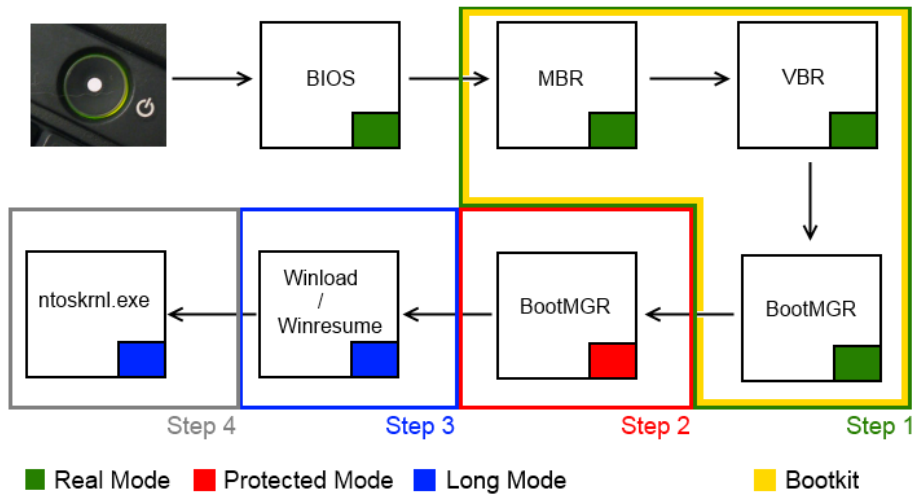 BIOS
MBR
VBR
ntoskrnl.exe
Winload
/
Winresume
BootMGR
BootMGR
Step 4
Step 3
Step 2
Step 1
Real Mode
Protected Mode
Long Mode
Bootkit